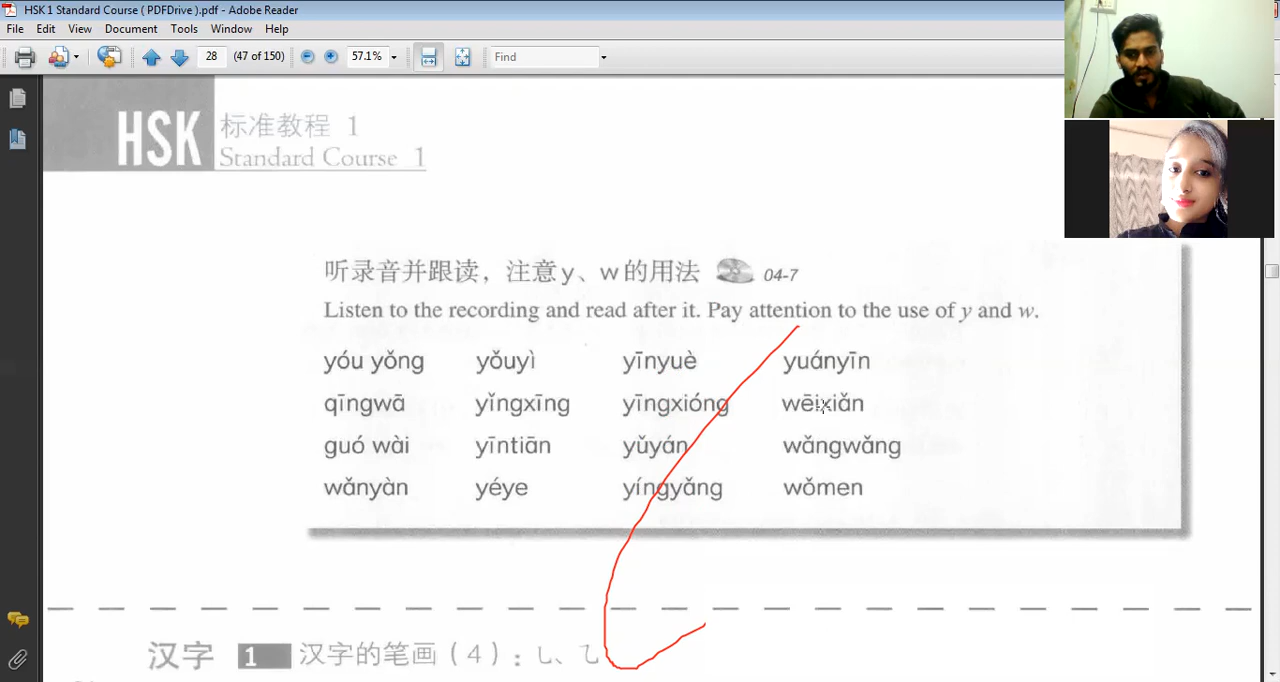 HSK 1 Standard Course ( PDFDrive ).pdf - Adobe Reader
File Edit View Document Tools Window Help
28 (47 of 150) 57.1% Find
HSK 标准教程 1
Standard Course 1
听录音并跟读，注意y、w的用法 04-7
Listen to the recording and read after it. Pay attention to the use of y and w.
yóu yǒng yǒuyì yīnyuè yuányīn
qīngwā yǐngxīng yīngxióng wēixiǎn
guó wài yīntiān yǔyán wǎngwǎng
wǎnyàn yéye yíngyǎng wǒmen
汉字 1 汉字的笔画（4）：乚、乙